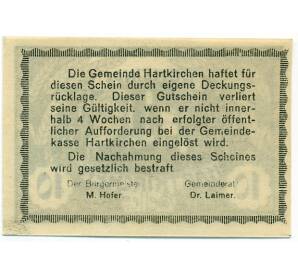 Die Gemeinde Hartkirchen haftet für
diesen Schein durch eigene Deckungs-
rücklage. Dieser Gutschein verliert
seine Gültigkeit, wenn er nicht inner-
halb 4 Wochen nach erfolgter öffent-
licher Aufforderung bei der Gemeinde-
kasse Hartkirchen eingelöst wird.
Die Nachahmung dieses Scheines
wird gesetzlich bestraft
Der Bürgermeister Gemeinderat
M. Hofer. Dr. Laimer.